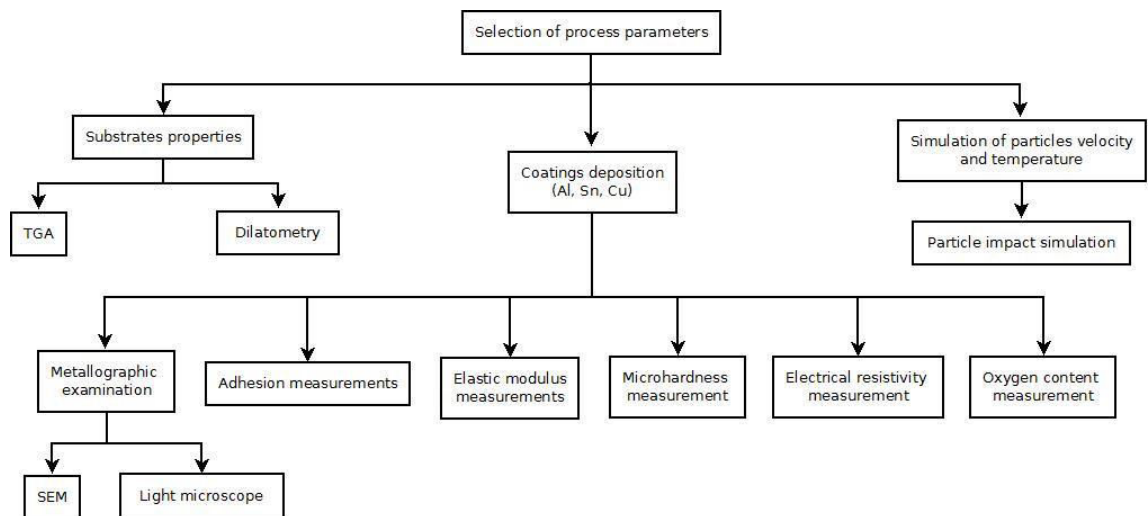 Selection of process parameters
Substrates properties
Coatings deposition
(Al, Sn, Cu)
Simulation of particles velocity
and temperature
TGA
Dilatometry
Particle impact simulation
Metallographic
examination
Adhesion measurements
Elastic modulus
measurements
Microhardness
measurement
Electrical resistivity
measurement
Oxygen content
measurement
SEM
Light microscope